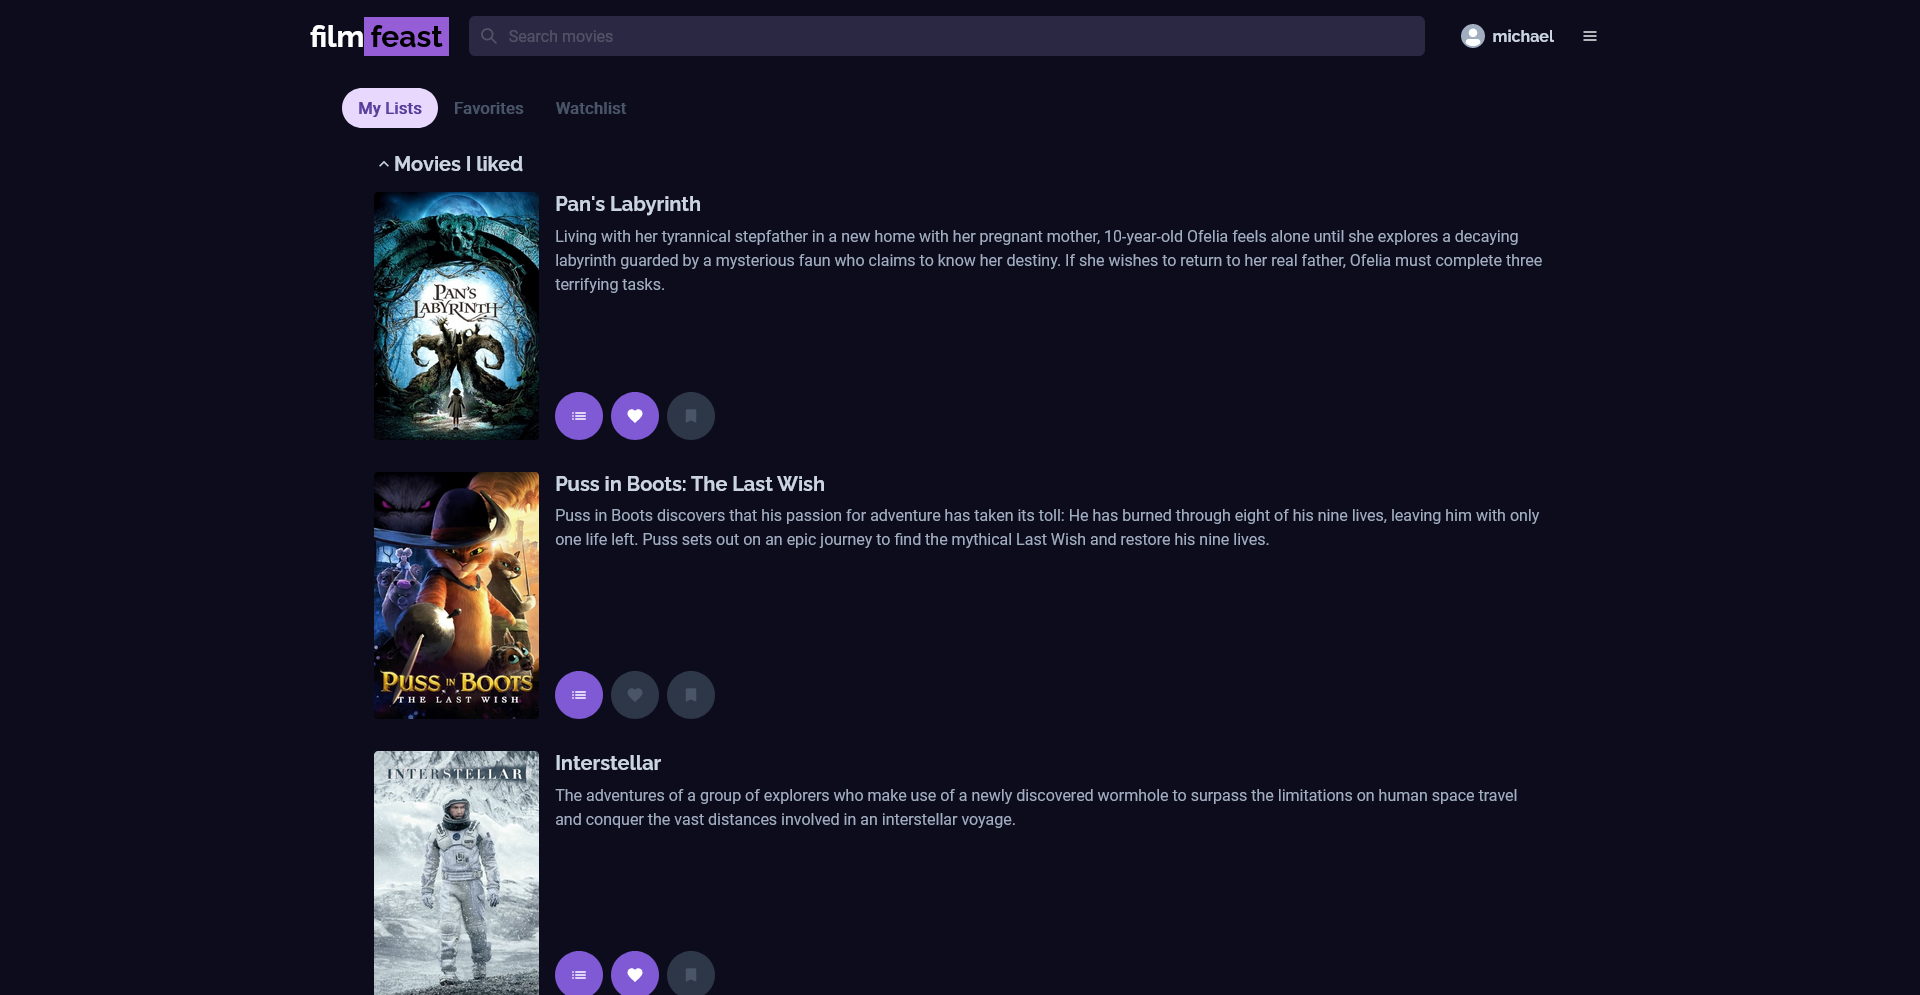 film feast
Search movies
michael
My Lists
Favorites
Watchlist
Movies I liked
PAN'S
LABYRINTH
Pan's Labyrinth
Living with her tyrannical stepfather in a new home with her pregnant mother, 10-year-old Ofelia feels alone until she explores a decaying
labyrinth guarded by a mysterious faun who claims to know her destiny. If she wishes to return to her real father, Ofelia must complete three
terrifying tasks.
PUSS IN BOOTS
THE LAST WISH
Puss in Boots: The Last Wish
Puss in Boots discovers that his passion for adventure has taken its toll: He has burned through eight of his nine lives, leaving him with only
one life left. Puss sets out on an epic journey to find the mythical Last Wish and restore his nine lives.
INTERSTELLAR
Interstellar
The adventures of a group of explorers who make use of a newly discovered wormhole to surpass the limitations on human space travel
and conquer the vast distances involved in an interstellar voyage.